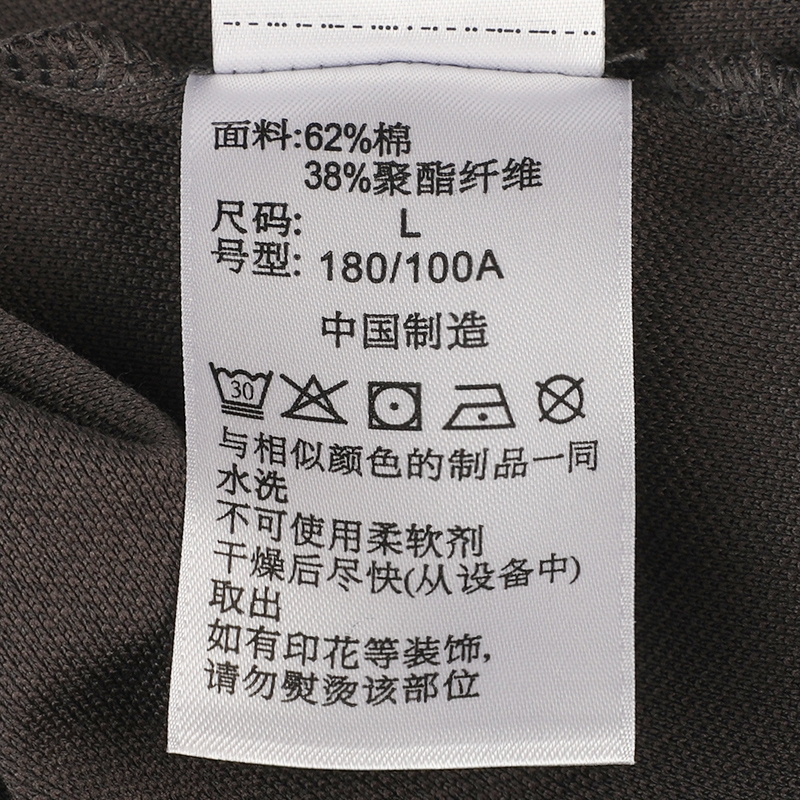 面料:62%棉
38%聚酯纤维
尺码: L
号型: 180/100A
中国制造
30
与相似颜色的制品一同
水洗
不可使用柔软剂
干燥后尽快(从设备中)
取出
如有印花等装饰,
请勿熨烫该部位